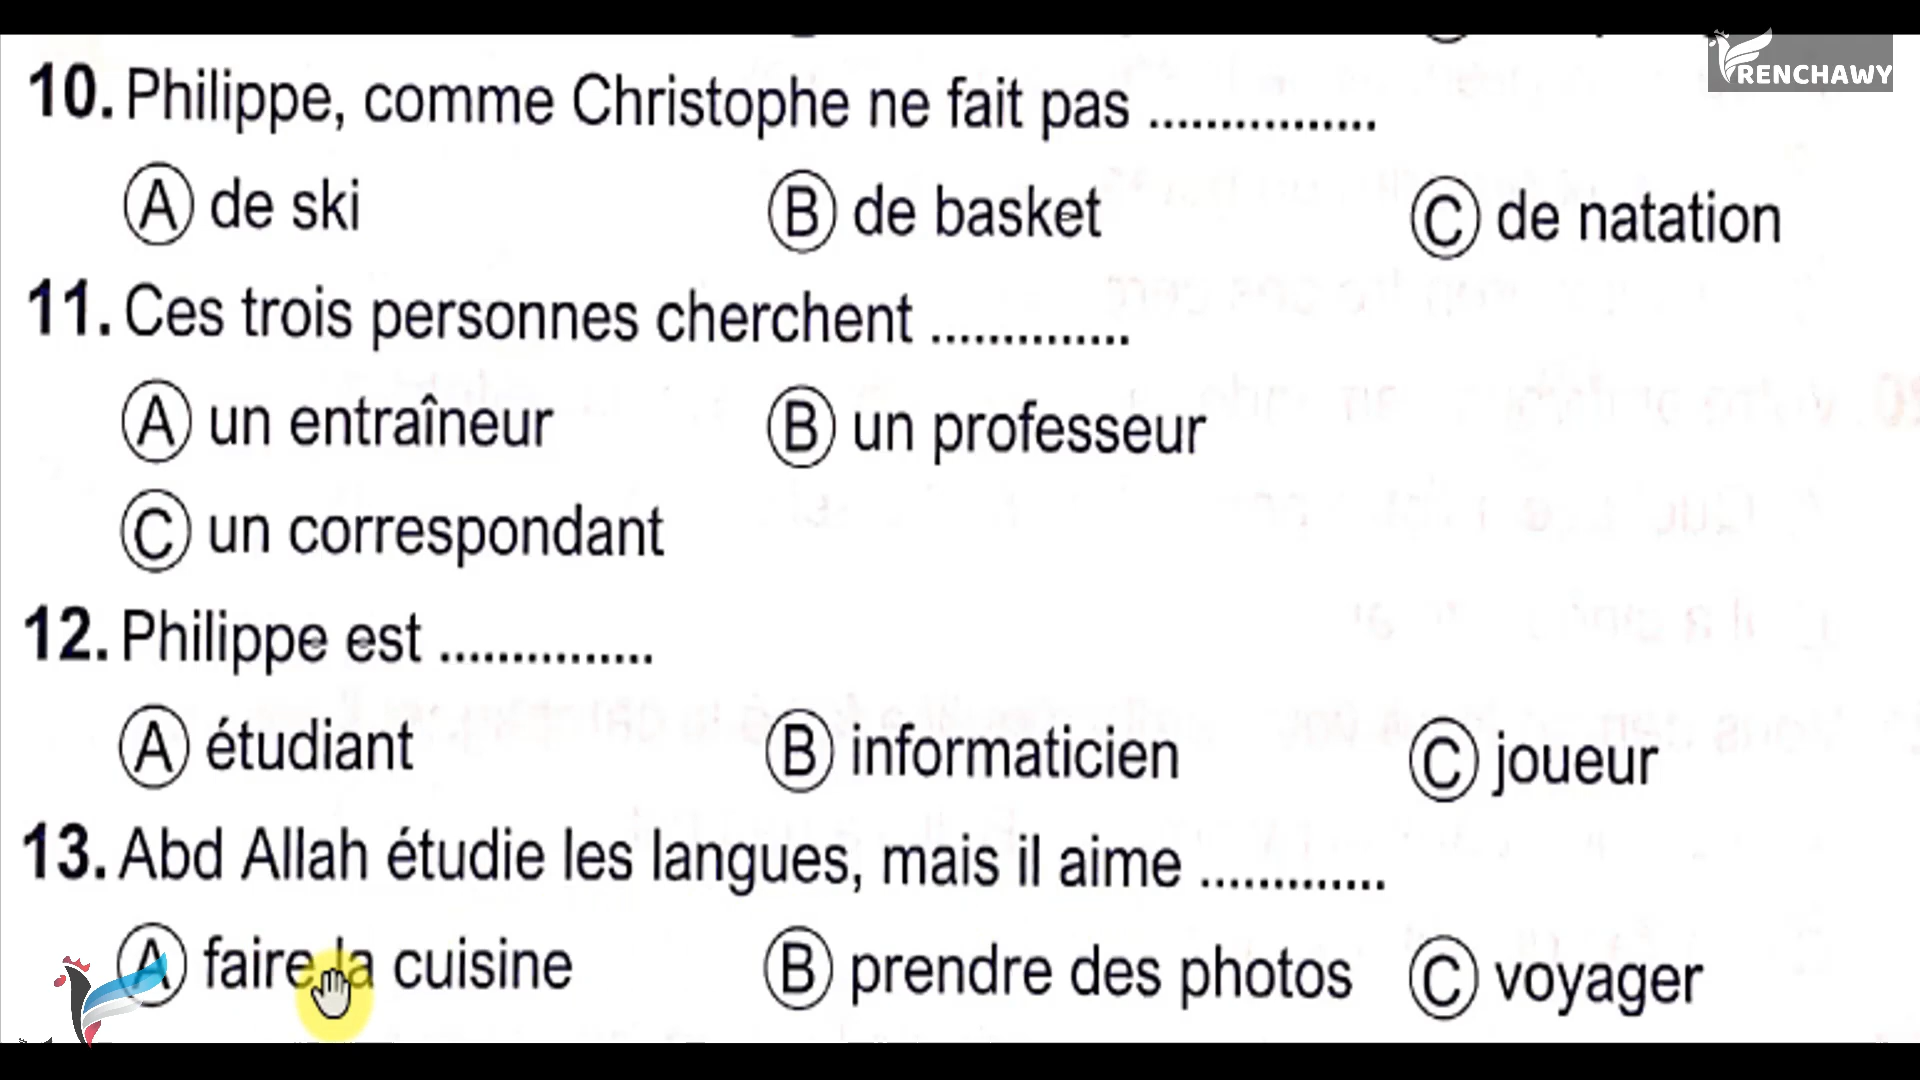 RENCHAWY
10. Philippe, comme Christophe ne fait pas ................
A de ski B de basket C de natation
11. Ces trois personnes cherchent ..............
A un entraîneur B un professeur
C un correspondant
12. Philippe est ...............
A étudiant B informaticien C joueur
13. Abd Allah étudie les langues, mais il aime .............
A faire la cuisine B prendre des photos C voyager